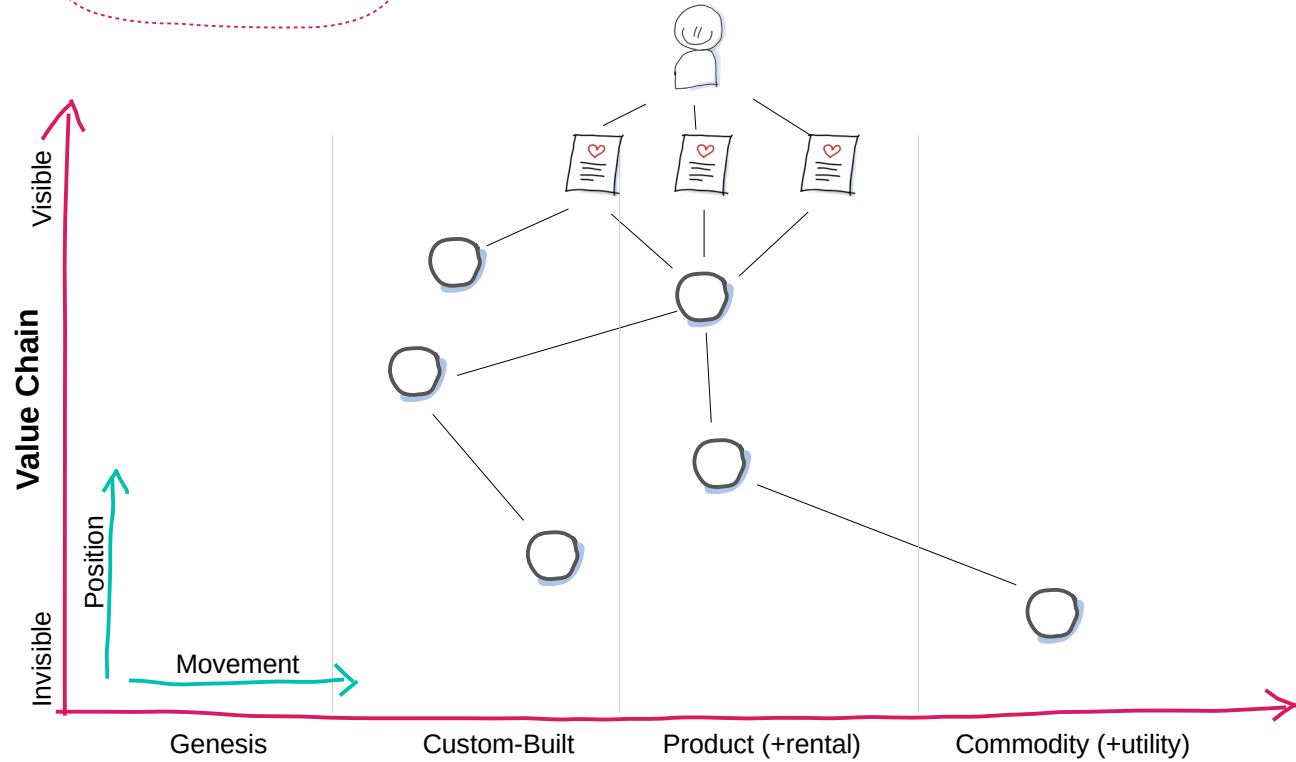 Visible
Value Chain
Position
Invisible
Movement
Genesis
Custom-Built
Product (+rental)
Commodity (+utility)